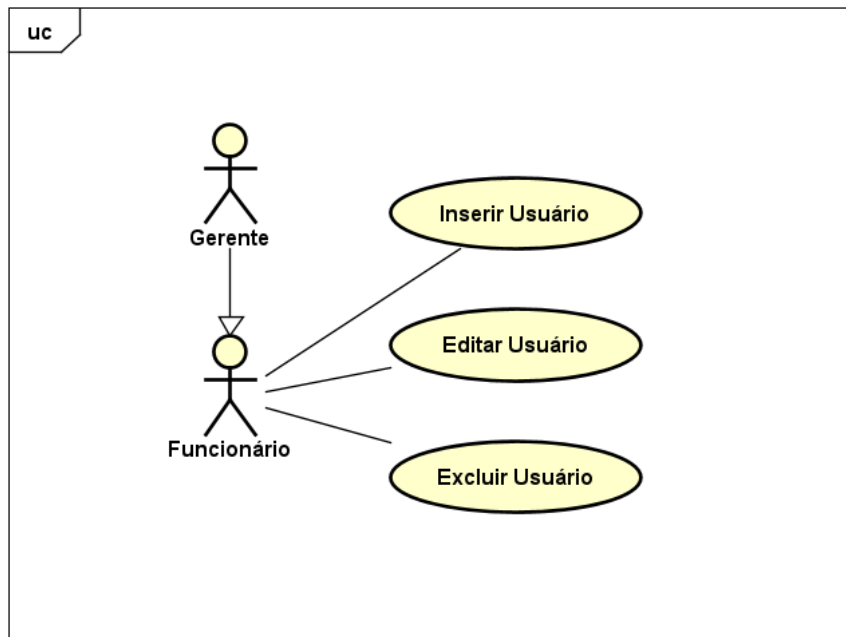 uc
Gerente
Inserir Usuário
Editar Usuário
Funcionário
Excluir Usuário